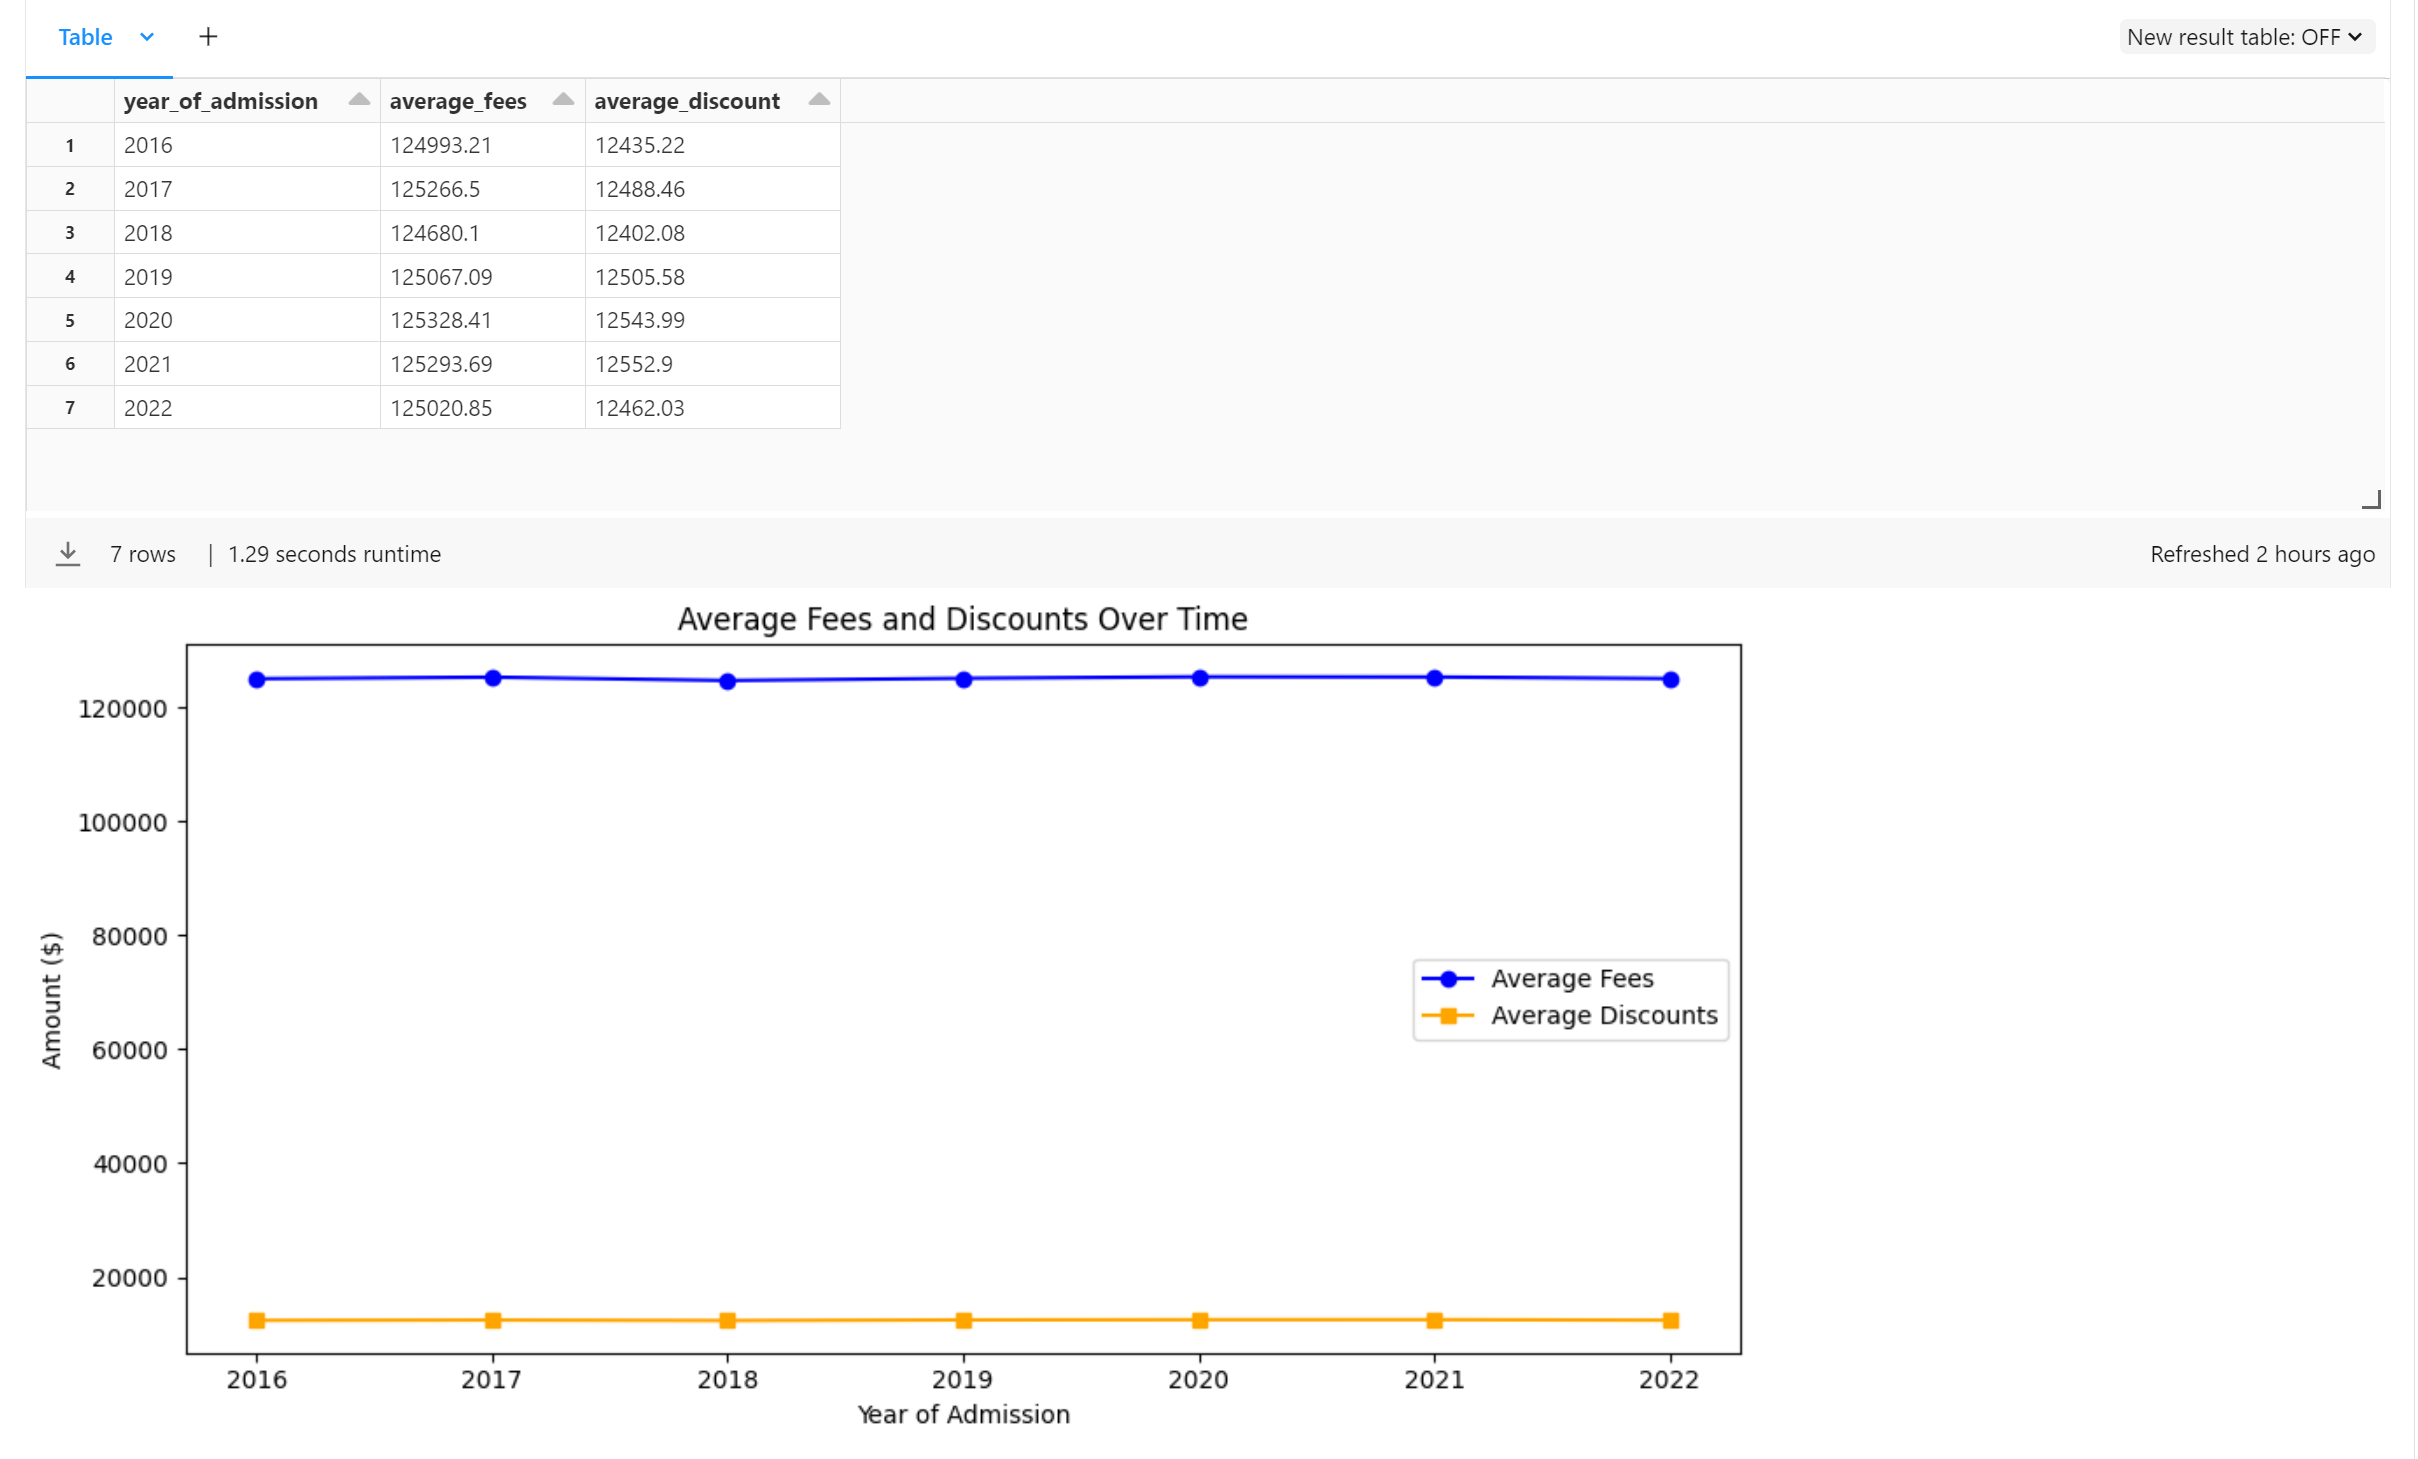 Table
New result table: OFF
year_of_admission average_fees average_discount
1 2016 124993.21 12435.22
2 2017 125266.5 12488.46
3 2018 124680.1 12402.08
4 2019 125067.09 12505.58
5 2020 125328.41 12543.99
6 2021 125293.69 12552.9
7 2022 125020.85 12462.03
7 rows | 1.29 seconds runtime
Refreshed 2 hours ago
Average Fees and Discounts Over Time
120000
100000
80000
60000
40000
20000
Amount ($)
Average Fees
Average Discounts
2016 2017 2018 2019 2020 2021 2022
Year of Admission